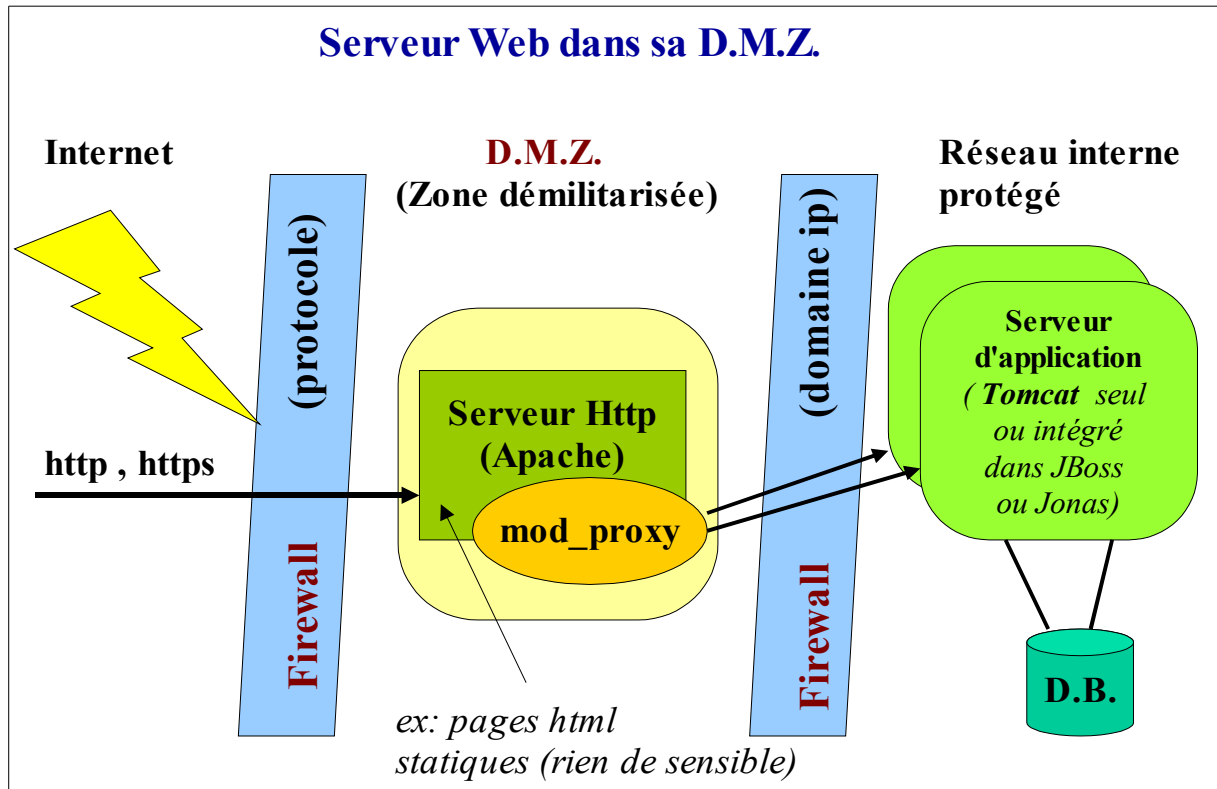 Serveur Web dans sa D.M.Z.
Internet
D.M.Z.
(Zone démilitarisée)
Réseau interne
protégé
Firewall (protocole)
http , https
Serveur Http
(Apache)
mod_proxy
ex: pages html
statiques (rien de sensible)
Firewall (domaine ip)
Serveur
d'application
( Tomcat seul
ou intégré
dans JBoss
ou Jonas)
D.B.